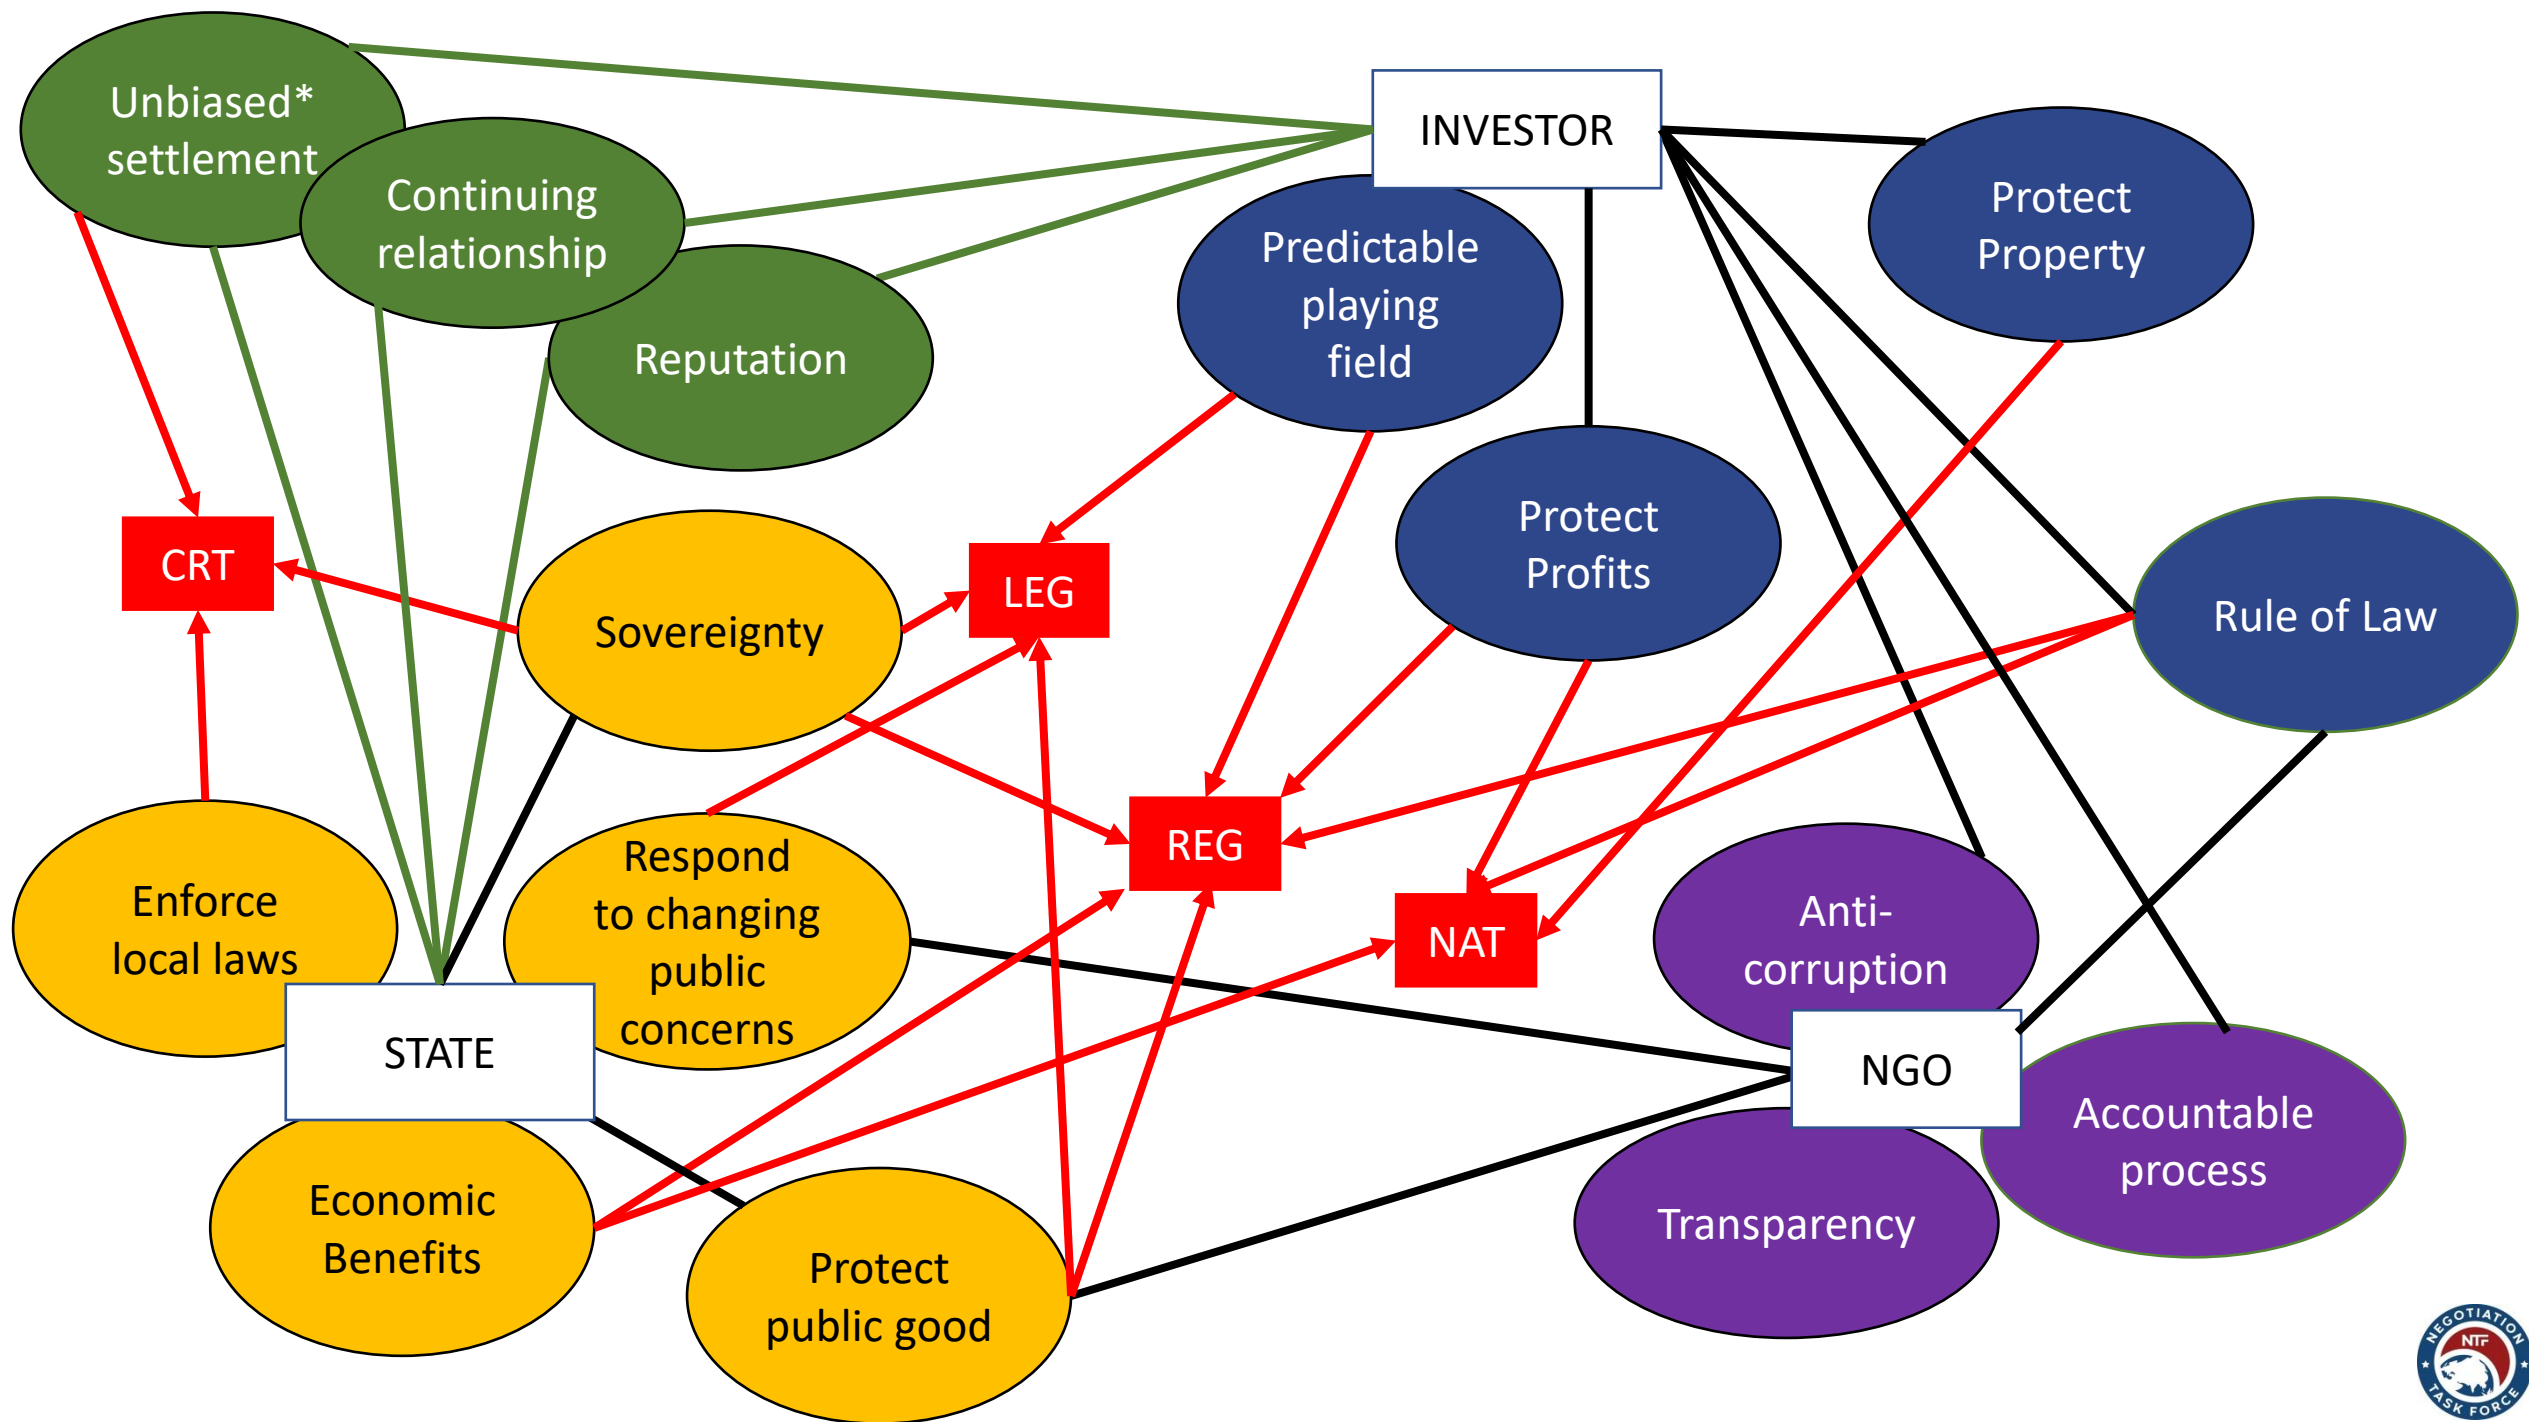 Unbiased*
settlement
Continuing
relationship
Reputation
INVESTOR
Predictable
playing
field
Protect
Property
Protect
Profits
Rule of Law
CRT
LEG
Sovereignty
REG
NAT
Enforce
local laws
Respond
to changing
public
concerns
STATE
Economic
Benefits
Protect
public good
Anti-
corruption
NGO
Accountable
process
Transparency
NEGOTIATION
NTF
TASK FORCE